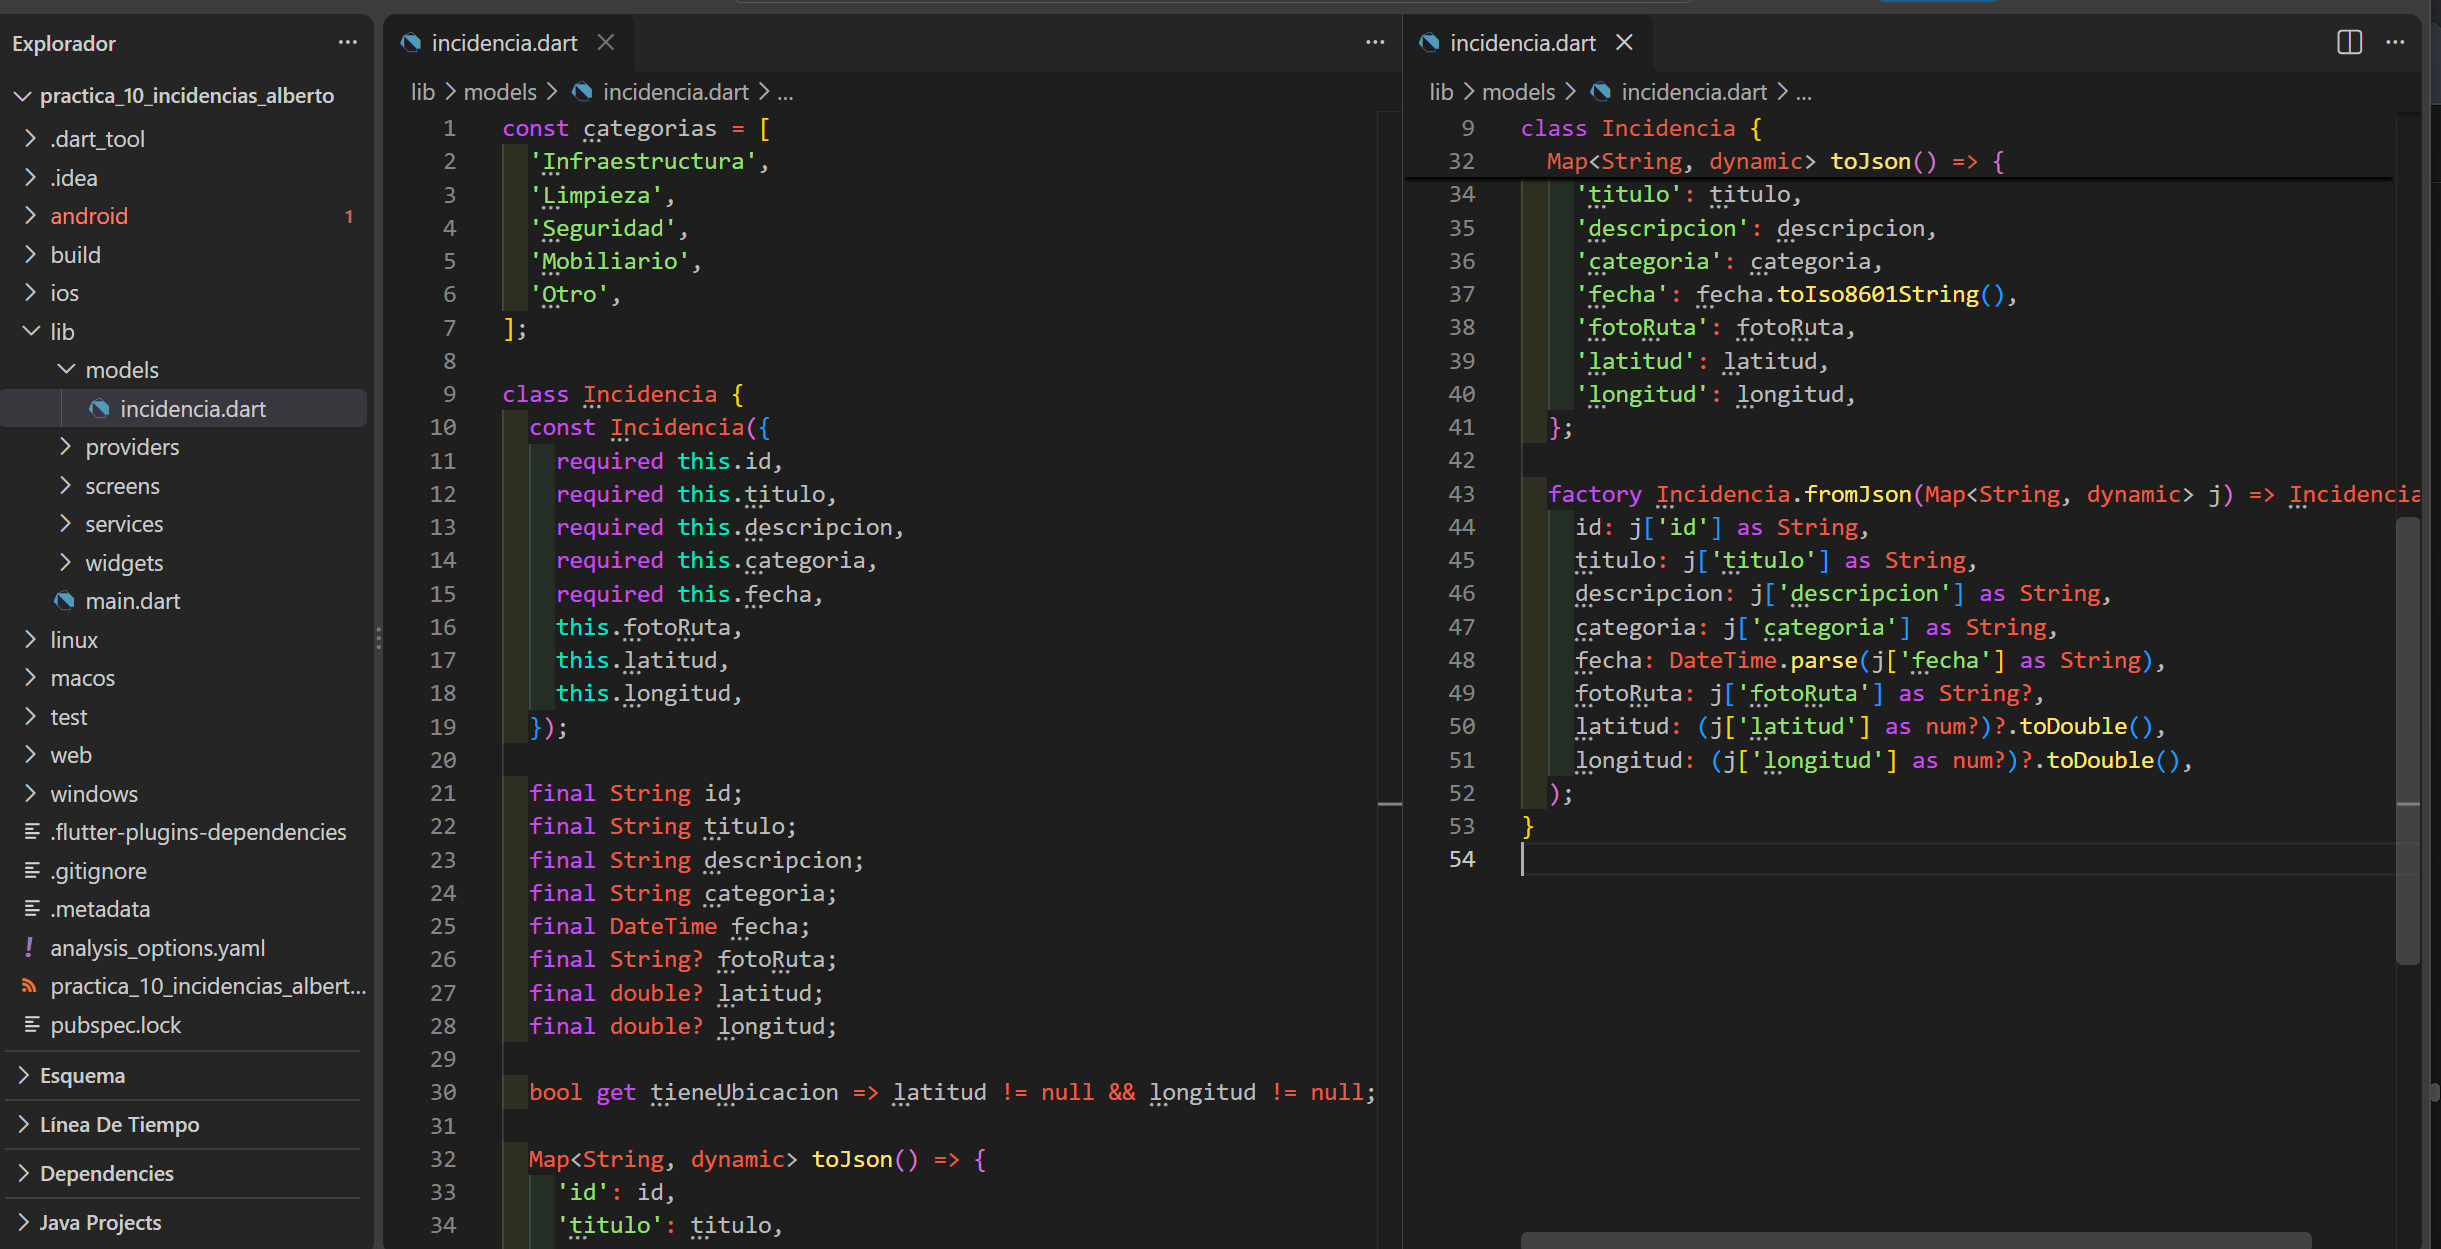 Explorador
practica_10_incidencias_alberto
.dart_tool
.idea
android 1
build
ios
lib
models
incidencia.dart
providers
screens
services
widgets
main.dart
linux
macos
test
web
windows
.flutter-plugins-dependencies
.gitignore
.metadata
analysis_options.yaml
practica_10_incidencias_albert...
pubspec.lock
Esquema
Línea De Tiempo
Dependencies
Java Projects
incidencia.dart
lib > models > incidencia.dart > ...
1 const categorias = [
2 'Infraestructura',
3 'Limpieza',
4 'Seguridad',
5 'Mobiliario',
6 'Otro',
7 ];
8
9 class Incidencia {
10 const Incidencia({
11 required this.id,
12 required this.titulo,
13 required this.descripcion,
14 required this.categoria,
15 required this.fecha,
16 this.fotoRuta,
17 this.latitud,
18 this.longitud,
19 });
20
21 final String id;
22 final String titulo;
23 final String descripcion;
24 final String categoria;
25 final DateTime fecha;
26 final String? fotoRuta;
27 final double? latitud;
28 final double? longitud;
29
30 bool get tieneUbicacion => latitud != null && longitud != null;
31
32 Map<String, dynamic> toJson() => {
33 'id': id,
34 'titulo': titulo,
incidencia.dart
lib > models > incidencia.dart > ...
9 class Incidencia {
32 Map<String, dynamic> toJson() => {
34 'titulo': titulo,
35 'descripcion': descripcion,
36 'categoria': categoria,
37 'fecha': fecha.toIso8601String(),
38 'fotoRuta': fotoRuta,
39 'latitud': latitud,
40 'longitud': longitud,
41 };
42
43 factory Incidencia.fromJson(Map<String, dynamic> j) => Incidencia
44 id: j['id'] as String,
45 titulo: j['titulo'] as String,
46 descripcion: j['descripcion'] as String,
47 categoria: j['categoria'] as String,
48 fecha: DateTime.parse(j['fecha'] as String),
49 fotoRuta: j['fotoRuta'] as String?,
50 latitud: (j['latitud'] as num?)?.toDouble(),
51 longitud: (j['longitud'] as num?)?.toDouble(),
52 );
53 }
54